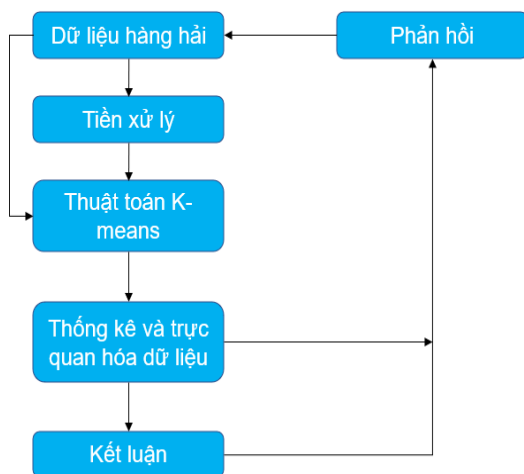 Dữ liệu hàng hải
Phản hồi
Tiền xử lý
Thuật toán K-
means
Thống kê và trực
quan hóa dữ liệu
Kết luận